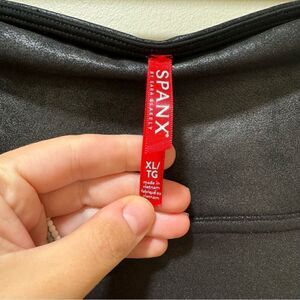 SPANX®
BY SARA BLAKELY
XL/
TG
made in
vietnam
fabriqué au
vietnam